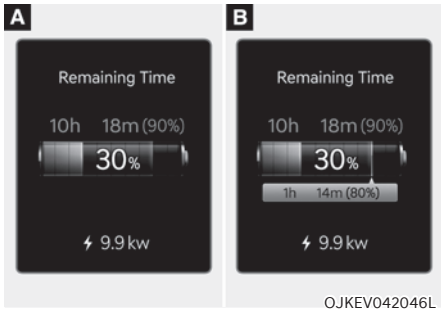 A
Remaining Time
10h 18m (90%)
30%
9.9 kw
B
Remaining Time
10h 18m (90%)
30%
1h 14m (80%)
9.9 kw
OJKEV042046L